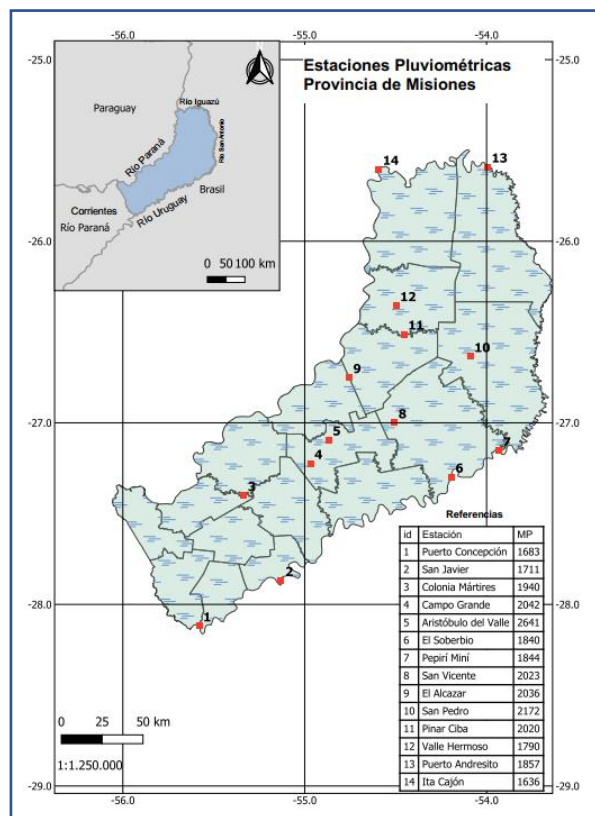 -56.0 -55.0 -54.0
-25.0 -25.0
Estaciones Pluviométricas
Provincia de Misiones
Paraguay
Río Iguazú
Río San Antonio
Río Paraná
Brasil
Río Uruguay
Corrientes
Río Paraná
0 50 100 km
14
13
-26.0 -26.0
12
11
10
9
-27.0 -27.0
8
5
7
4
6
3
2
-28.0 -28.0
1
Referencias
id Estación MP
1 Puerto Concepción 1683
2 San Javier 1711
3 Colonia Mártires 1940
4 Campo Grande 2042
5 Aristóbulo del Valle 2641
6 El Soberbio 1840
7 Pepirí Miní 1844
8 San Vicente 2023
9 El Alcazar 2036
10 San Pedro 2172
11 Pinar Ciba 2020
12 Valle Hermoso 1790
13 Puerto Andresito 1857
14 Ita Cajón 1636
0 25 50 km
1:1.250.000
-29.0 -29.0
-56.0 -55.0 -54.0